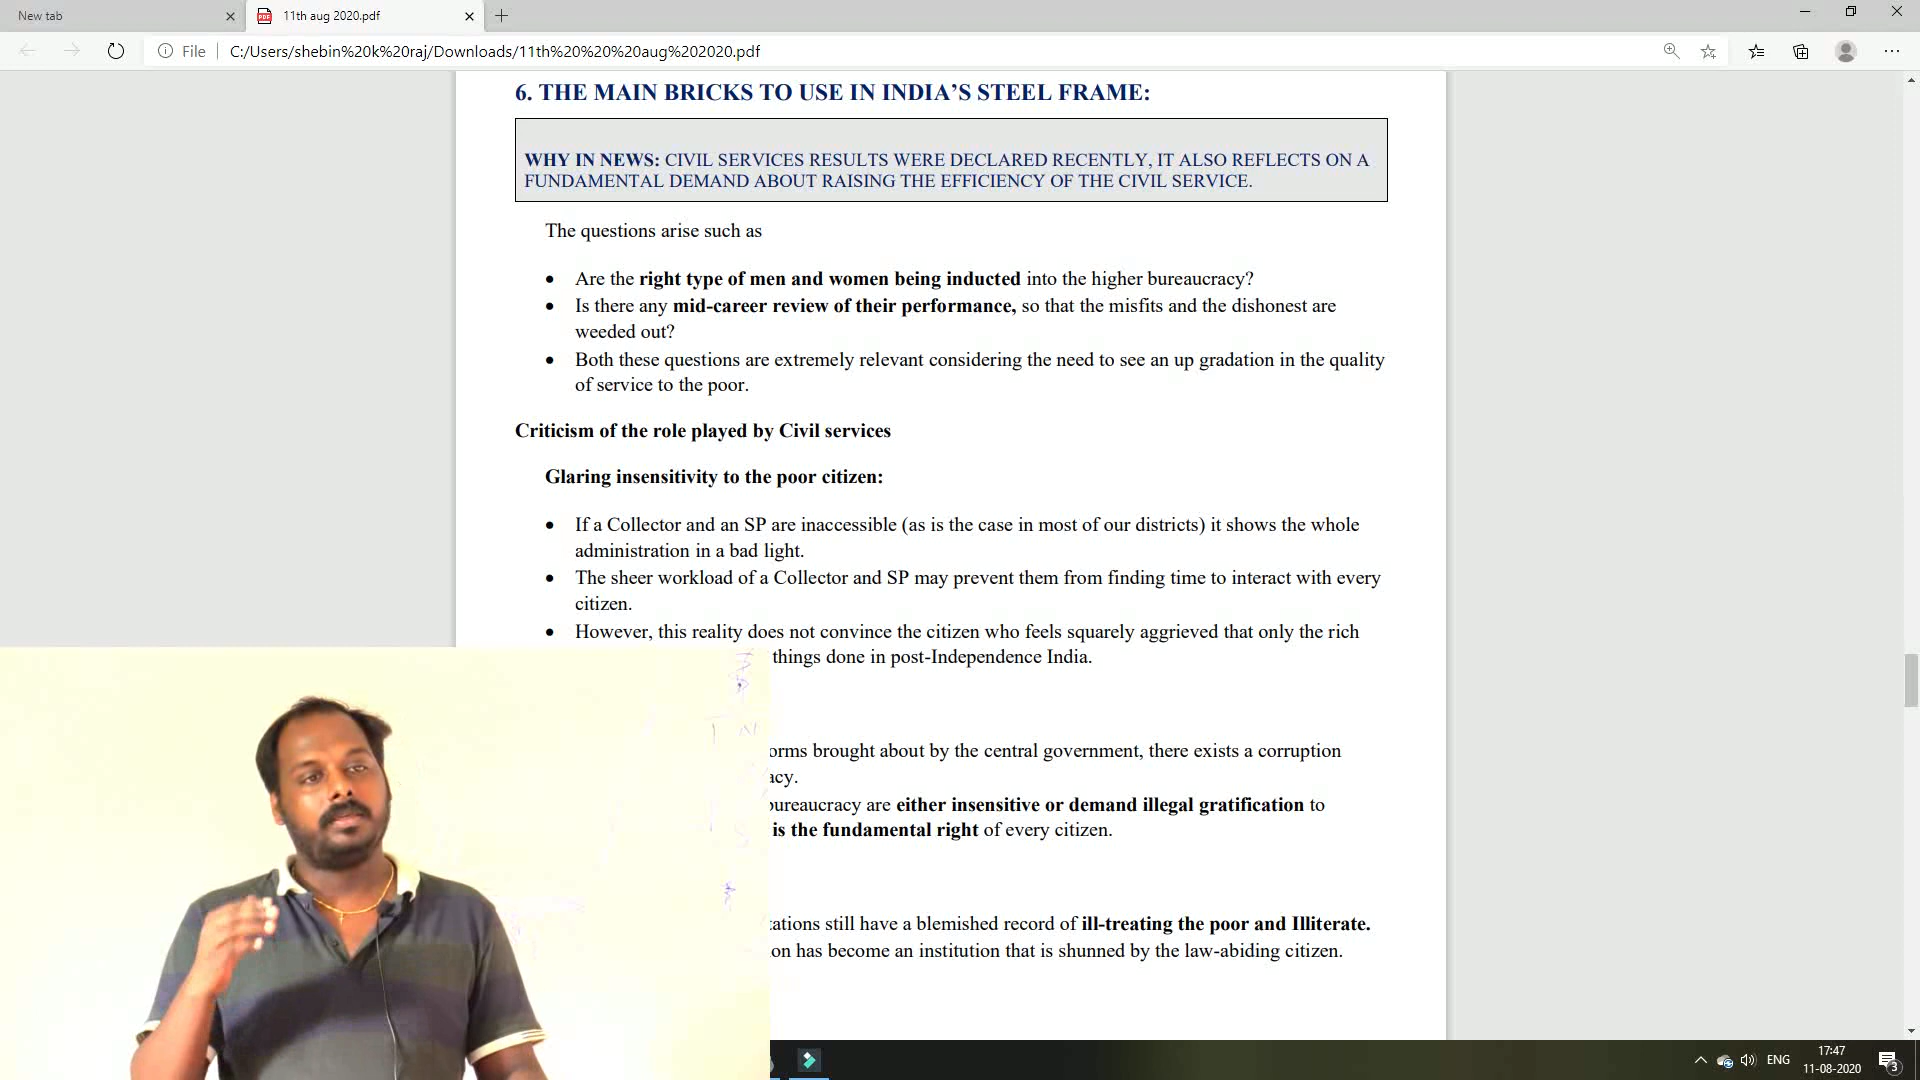 New tab
11th aug 2020.pdf
File
C:/Users/shebin%20k%20raj/Downloads/11th%20%20%20aug%202020.pdf
6. THE MAIN BRICKS TO USE IN INDIA’S STEEL FRAME:
WHY IN NEWS: CIVIL SERVICES RESULTS WERE DECLARED RECENTLY, IT ALSO REFLECTS ON A
FUNDAMENTAL DEMAND ABOUT RAISING THE EFFICIENCY OF THE CIVIL SERVICE.
The questions arise such as
• Are the right type of men and women being inducted into the higher bureaucracy?
• Is there any mid-career review of their performance, so that the misfits and the dishonest are
weeded out?
• Both these questions are extremely relevant considering the need to see an up gradation in the quality
of service to the poor.
Criticism of the role played by Civil services
Glaring insensitivity to the poor citizen:
• If a Collector and an SP are inaccessible (as is the case in most of our districts) it shows the whole
administration in a bad light.
• The sheer workload of a Collector and SP may prevent them from finding time to interact with every
citizen.
• However, this reality does not convince the citizen who feels squarely aggrieved that only the rich
things done in post-Independence India.
orms brought about by the central government, there exists a corruption
acy.
bureaucracy are either insensitive or demand illegal gratification to
is the fundamental right of every citizen.
tations still have a blemished record of ill-treating the poor and Illiterate.
on has become an institution that is shunned by the law-abiding citizen.
ENG
17:47
11-08-2020
3